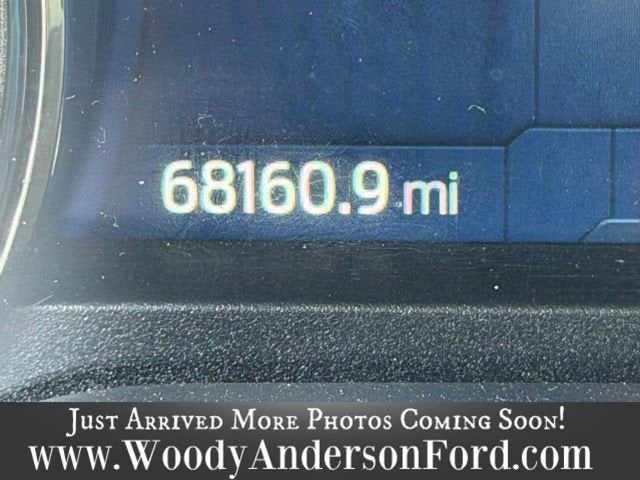 68160.9 mi
Just Arrived More Photos Coming Soon!
www.WoodyAndersonFord.com